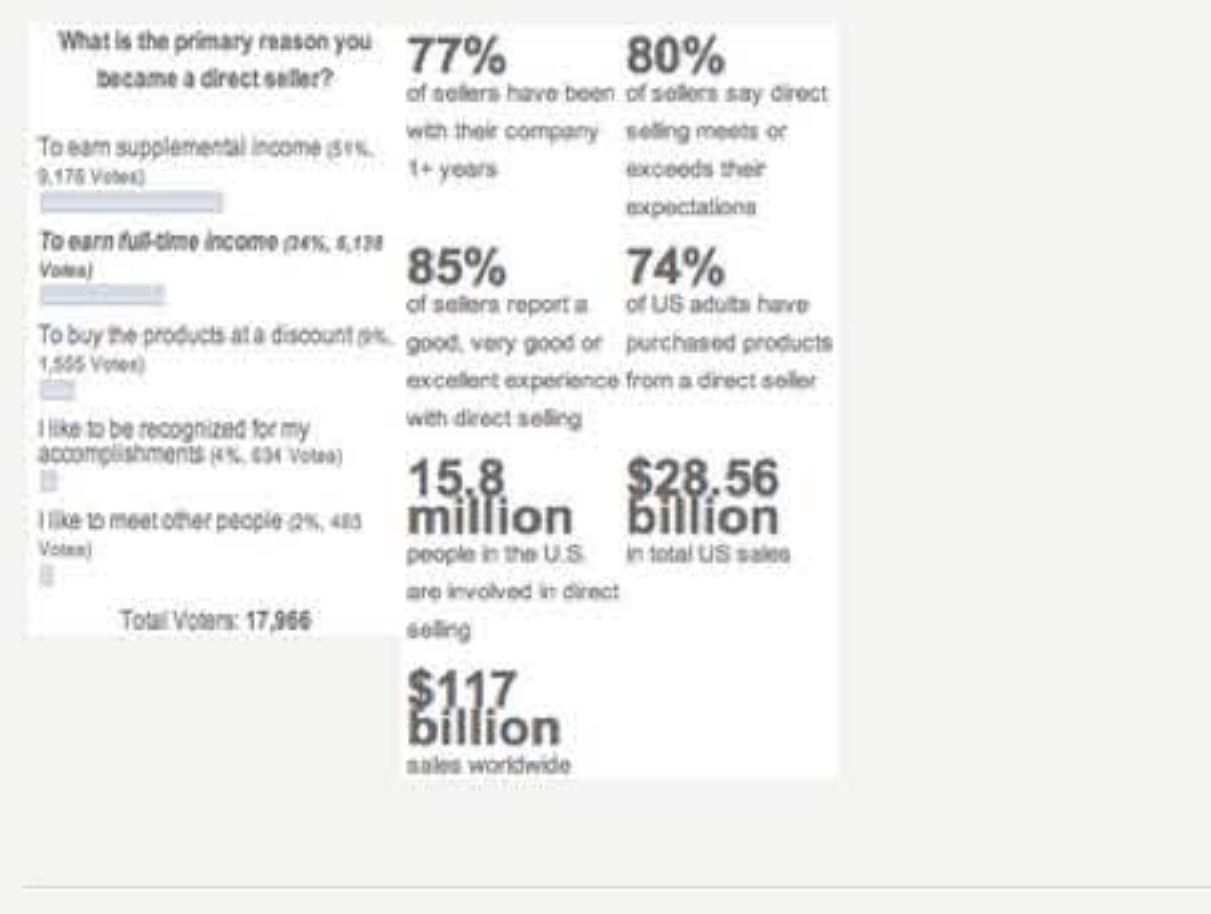 What is the primary reason you
became a direct seller?
To earn supplemental income (51%,
9,176 Votes)
To earn full-time income (34%, 6,138
Votes)
To buy the products at a discount (9%,
1,555 Votes)
I like to be recognized for my
accomplishments (4%, 634 Votes)
I like to meet other people (2%, 463
Votes)
Total Voters: 17,966
77%
of sellers have been
with their company
1+ years
80%
of sellers say direct
selling meets or
exceeds their
expectations
85%
of sellers report a
good, very good or
excellent experience
with direct selling
74%
of US adults have
purchased products
from a direct seller
15.8
million
people in the U.S.
are involved in direct
selling
$28.56
billion
in total US sales
$117
billion
sales worldwide